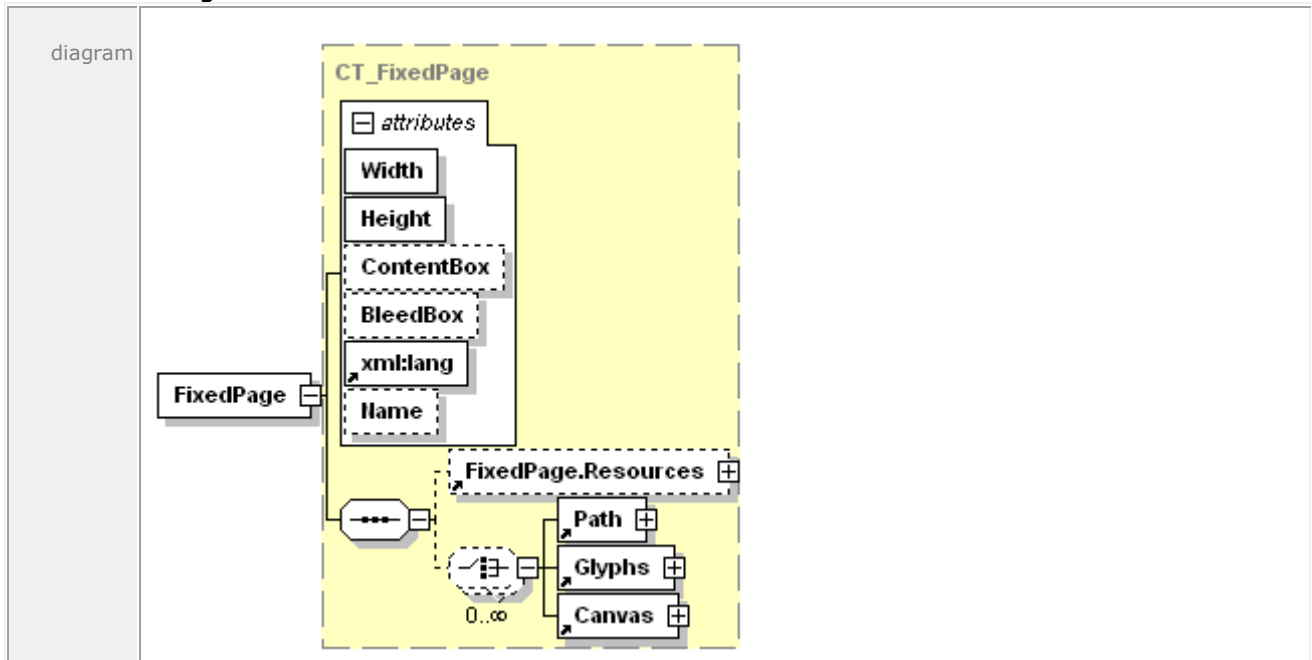 diagram
CT_FixedPage
attributes
Width
Height
ContentBox
BleedBox
xml:lang
Name
FixedPage
FixedPage.Resources
Path
Glyphs
Canvas
0..∞